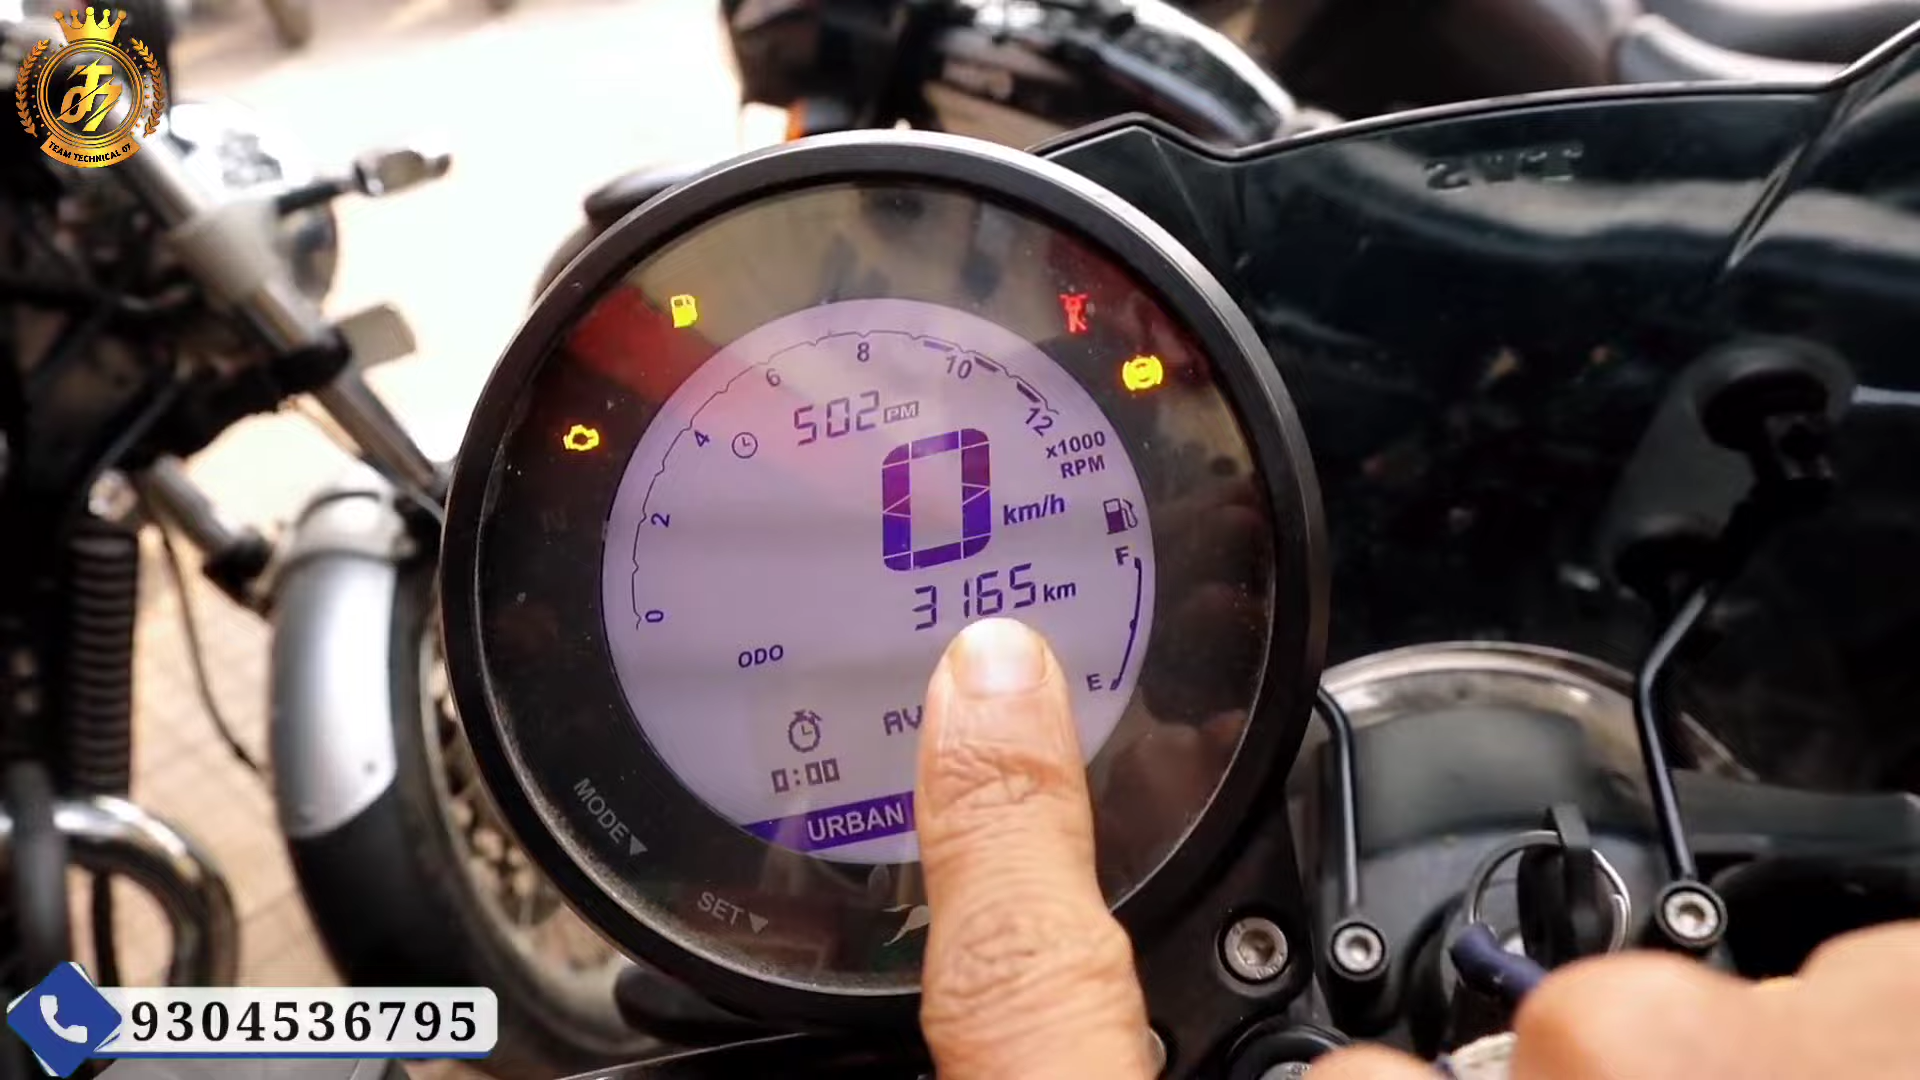 TEAM TECHNICAL 07
8
6
10
502 PM
12
4
x1000
RPM
0
km/h
2
F
3165 km
0
ODO
E
AV
0:00
MODE
URBAN
SET
9304536795